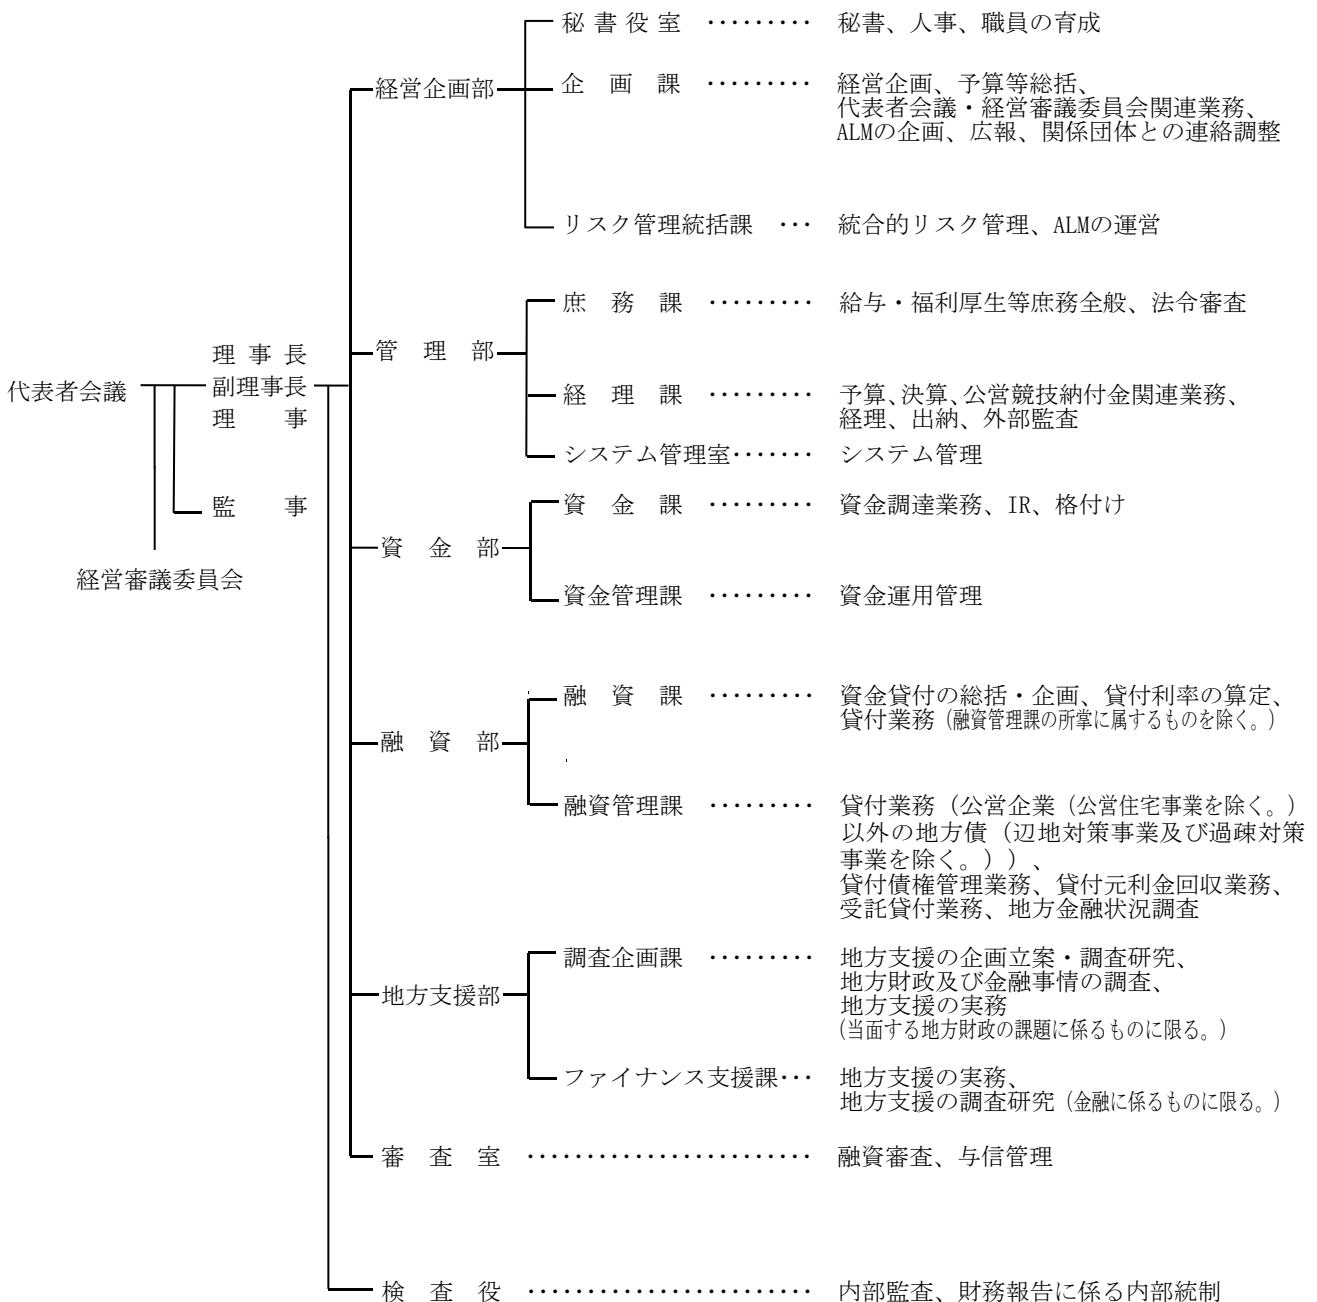 秘書役室 ········· 秘書、人事、職員の育成
経営企画部
企画課 ········· 経営企画、予算等総括、
代表者会議・経営審議委員会関連業務、
ALMの企画、広報、関係団体との連絡調整
リスク管理統括課 ··· 統合的リスク管理、ALMの運営
庶務課 ········· 給与・福利厚生等庶務全般、法令審査
管理部
理事長
代表者会議
副理事長
理事
経理課 ········· 予算、決算、公営競技納付金関連業務、
経理、出納、外部監査
システム管理室······· システム管理
監事
経営審議委員会
資金課 ········· 資金調達業務、IR、格付け
資金部
資金管理課 ········· 資金運用管理
融資課 ········· 資金貸付の総括・企画、貸付利率の算定、
貸付業務(融資管理課の所掌に属するものを除く。)
融資部
融資管理課 ········· 貸付業務(公営企業(公営住宅事業を除く。)
以外の地方債(辺地対策事業及び過疎対策
事業を除く。))、
貸付債権管理業務、貸付元利金回収業務、
受託貸付業務、地方金融状況調査
調査企画課 ········· 地方支援の企画立案・調査研究、
地方財政及び金融事情の調査、
地方支援部
地方支援の実務
(当面する地方財政の課題に係るものに限る。)
ファイナンス支援課··· 地方支援の実務、
地方支援の調査研究(金融に係るものに限る。)
審査室 ························ 融資審査、与信管理
検査役 ························ 内部監査、財務報告に係る内部統制